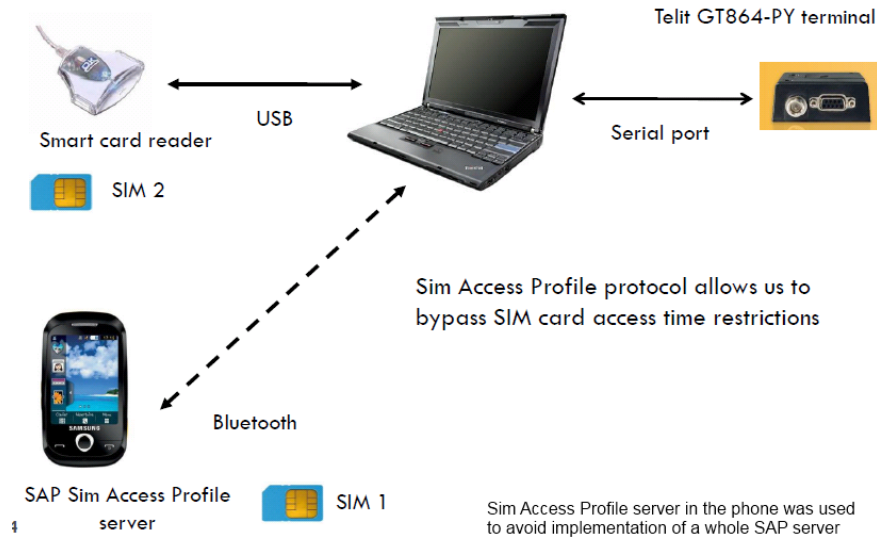 Telit GT864-PY terminal
USB
Smart card reader
Serial port
SIM 2
Sim Access Profile protocol allows us to
bypass SIM card access time restrictions
Bluetooth
SAMSUNG
SAP Sim Access Profile
server
SIM 1
Sim Access Profile server in the phone was used
to avoid implementation of a whole SAP server
4